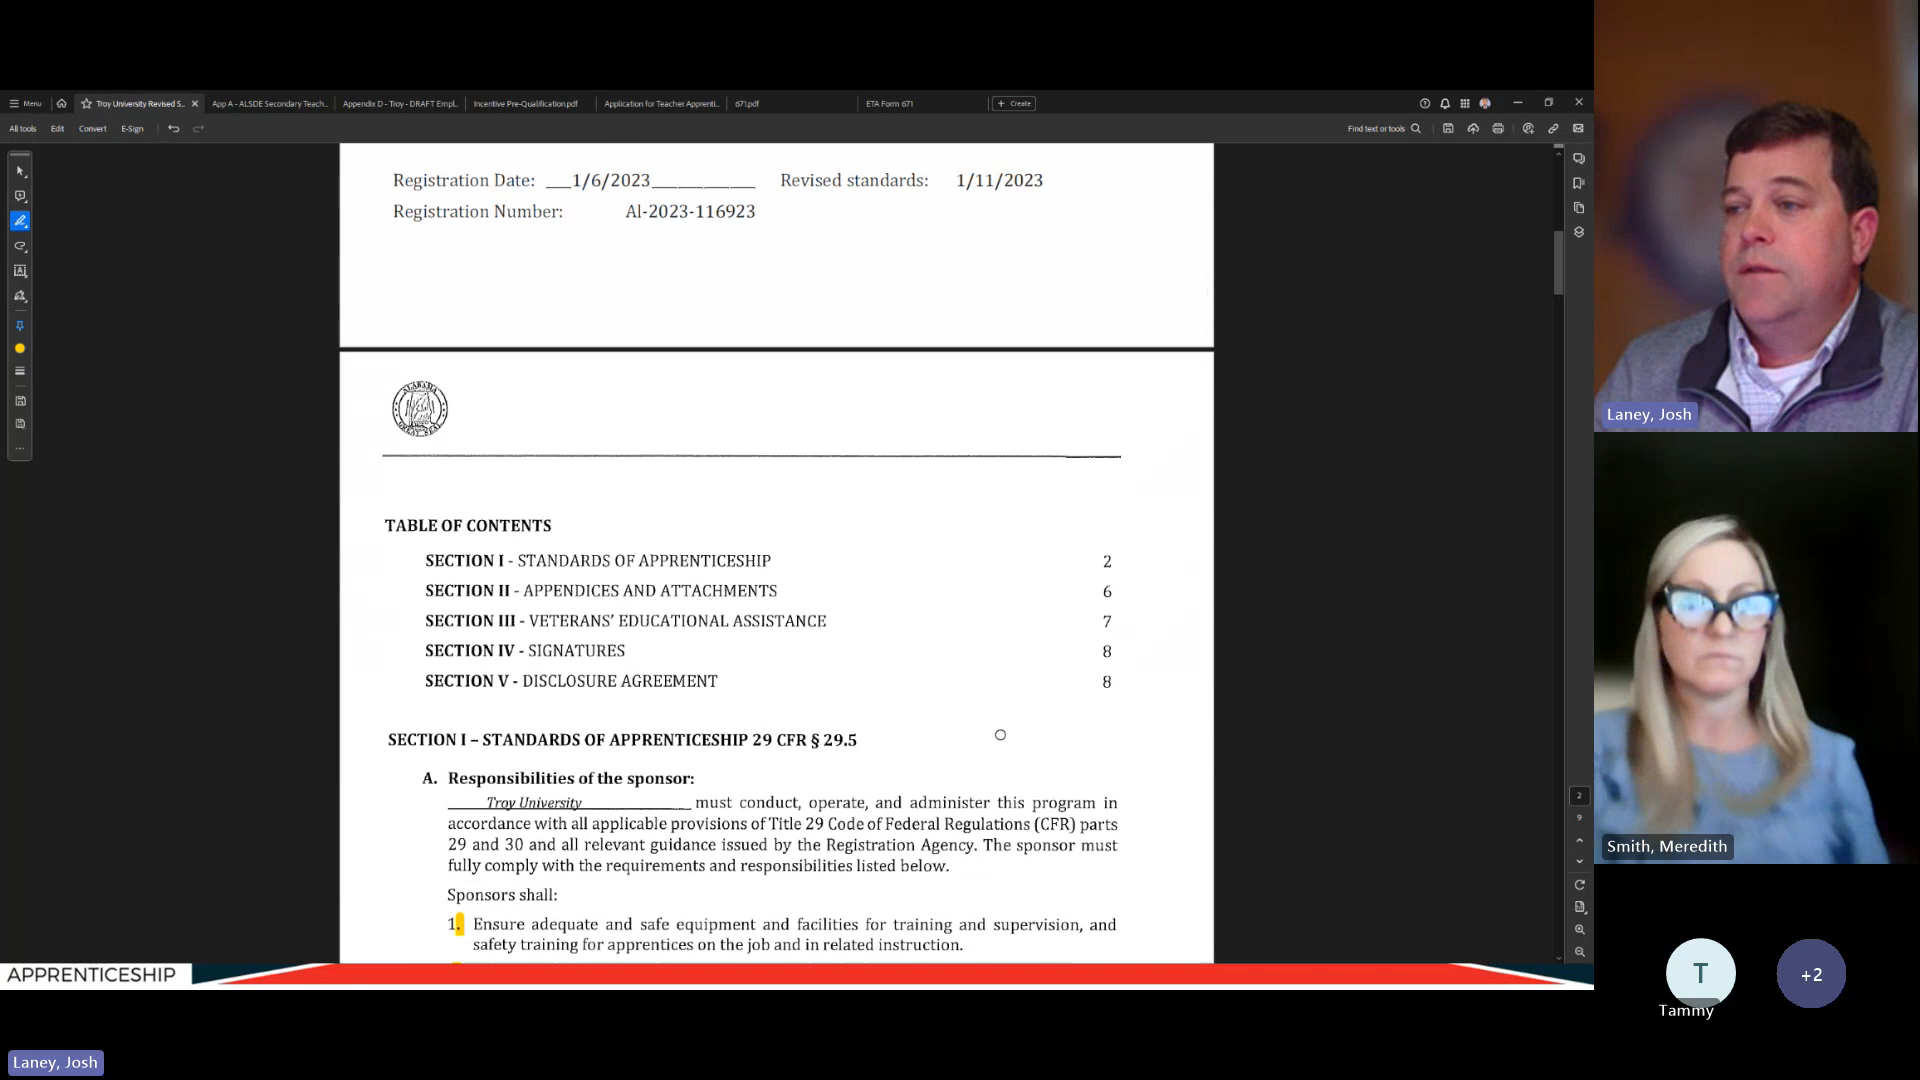 Menu
Troy University Revised S...
App A - ALSDE Secondary Teach...
Appendix D - Troy - DRAFT Empl...
Incentive Pre-Qualification.pdf
Application for Teacher Apprenti...
671.pdf
ETA Form 671
+ Create
All tools
Edit
Convert
E-Sign
Find text or tools
Registration Date: ___1/6/2023____________ Revised standards: 1/11/2023
Registration Number: Al-2023-116923
ALABAMA
GREAT SEAL
TABLE OF CONTENTS
SECTION I - STANDARDS OF APPRENTICESHIP 2
SECTION II - APPENDICES AND ATTACHMENTS 6
SECTION III - VETERANS' EDUCATIONAL ASSISTANCE 7
SECTION IV - SIGNATURES 8
SECTION V - DISCLOSURE AGREEMENT 8
SECTION I – STANDARDS OF APPRENTICESHIP 29 CFR § 29.5
A. Responsibilities of the sponsor:
_____Troy University______________ must conduct, operate, and administer this program in
accordance with all applicable provisions of Title 29 Code of Federal Regulations (CFR) parts
29 and 30 and all relevant guidance issued by the Registration Agency. The sponsor must
fully comply with the requirements and responsibilities listed below.
Sponsors shall:
1. Ensure adequate and safe equipment and facilities for training and supervision, and
safety training for apprentices on the job and in related instruction.
2
9
APPRENTICESHIP
Laney, Josh
Smith, Meredith
T
Tammy
+2
Laney, Josh